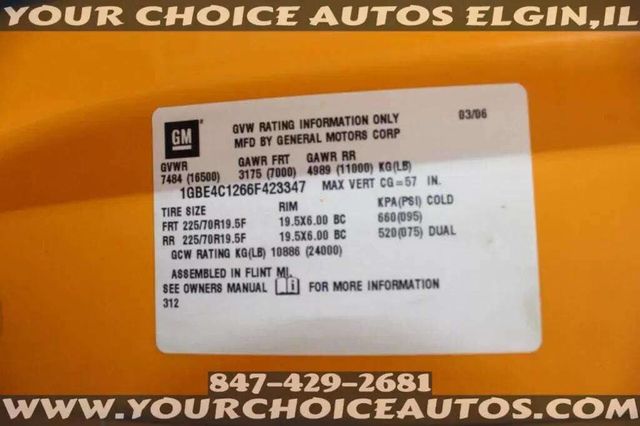 YOUR CHOICE AUTOS ELGIN,IL
GM
GVW RATING INFORMATION ONLY
03/06
MFD BY GENERAL MOTORS CORP
GVWR GAWR FRT GAWR RR
7484 (16500) 3175 (7000) 4989 (11000) KG(LB)
1GBE4C1266F423347 MAX VERT CG=57 IN.
TIRE SIZE RIM KPA(PSI) COLD
FRT 225/70R19.5F 19.5X6.00 BC 660(095)
RR 225/70R19.5F 19.5X6.00 BC 520(075) DUAL
GCW RATING KG(LB) 10886 (24000)
ASSEMBLED IN FLINT MI.
SEE OWNERS MANUAL i FOR MORE INFORMATION
312
847-429-2681
WWW.YOURCHOICEAUTOS.COM